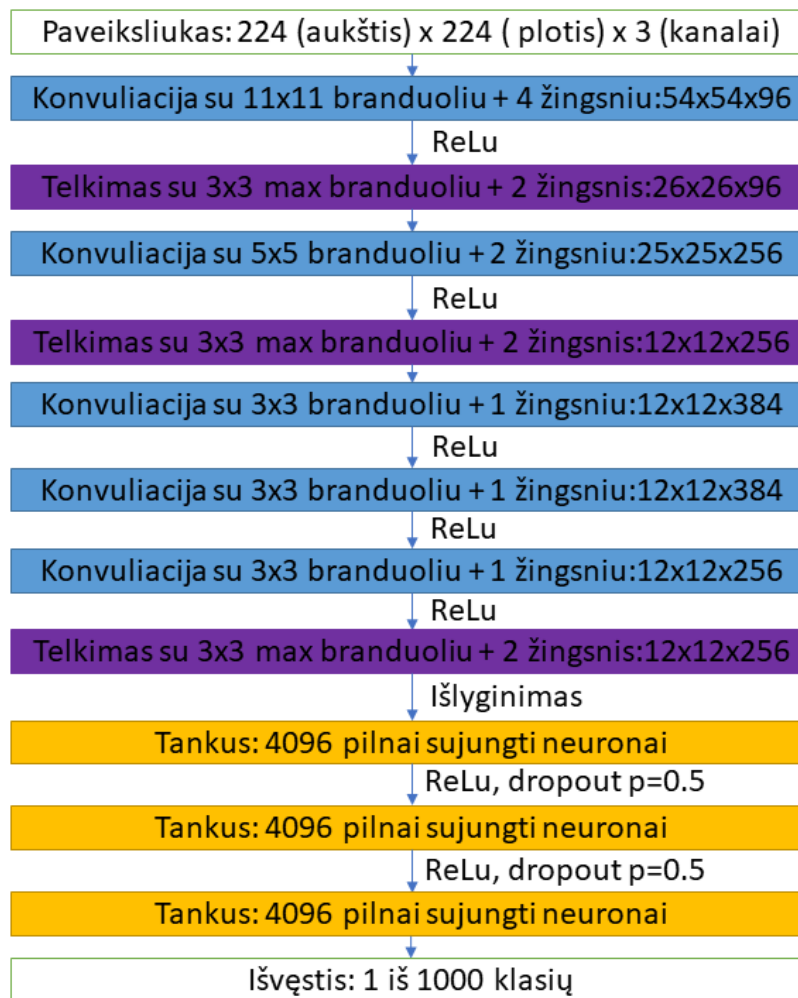 Paveiksliukas: 224 (aukštis) x 224 ( plotis) x 3 (kanalai)
Konvuliacija su 11x11 branduoliu + 4 žingsniu:54x54x96
ReLu
Telkimas su 3x3 max branduoliu + 2 žingsnis:26x26x96
Konvuliacija su 5x5 branduoliu + 2 žingsniu:25x25x256
ReLu
Telkimas su 3x3 max branduoliu + 2 žingsnis:12x12x256
Konvuliacija su 3x3 branduoliu + 1 žingsniu:12x12x384
ReLu
Konvuliacija su 3x3 branduoliu + 1 žingsniu:12x12x384
ReLu
Konvuliacija su 3x3 branduoliu + 1 žingsniu:12x12x256
ReLu
Telkimas su 3x3 max branduoliu + 2 žingsnis:12x12x256
Išlyginimas
Tankus: 4096 pilnai sujungti neuronai
ReLu, dropout p=0.5
Tankus: 4096 pilnai sujungti neuronai
ReLu, dropout p=0.5
Tankus: 4096 pilnai sujungti neuronai
Išvęstis: 1 iš 1000 klasių